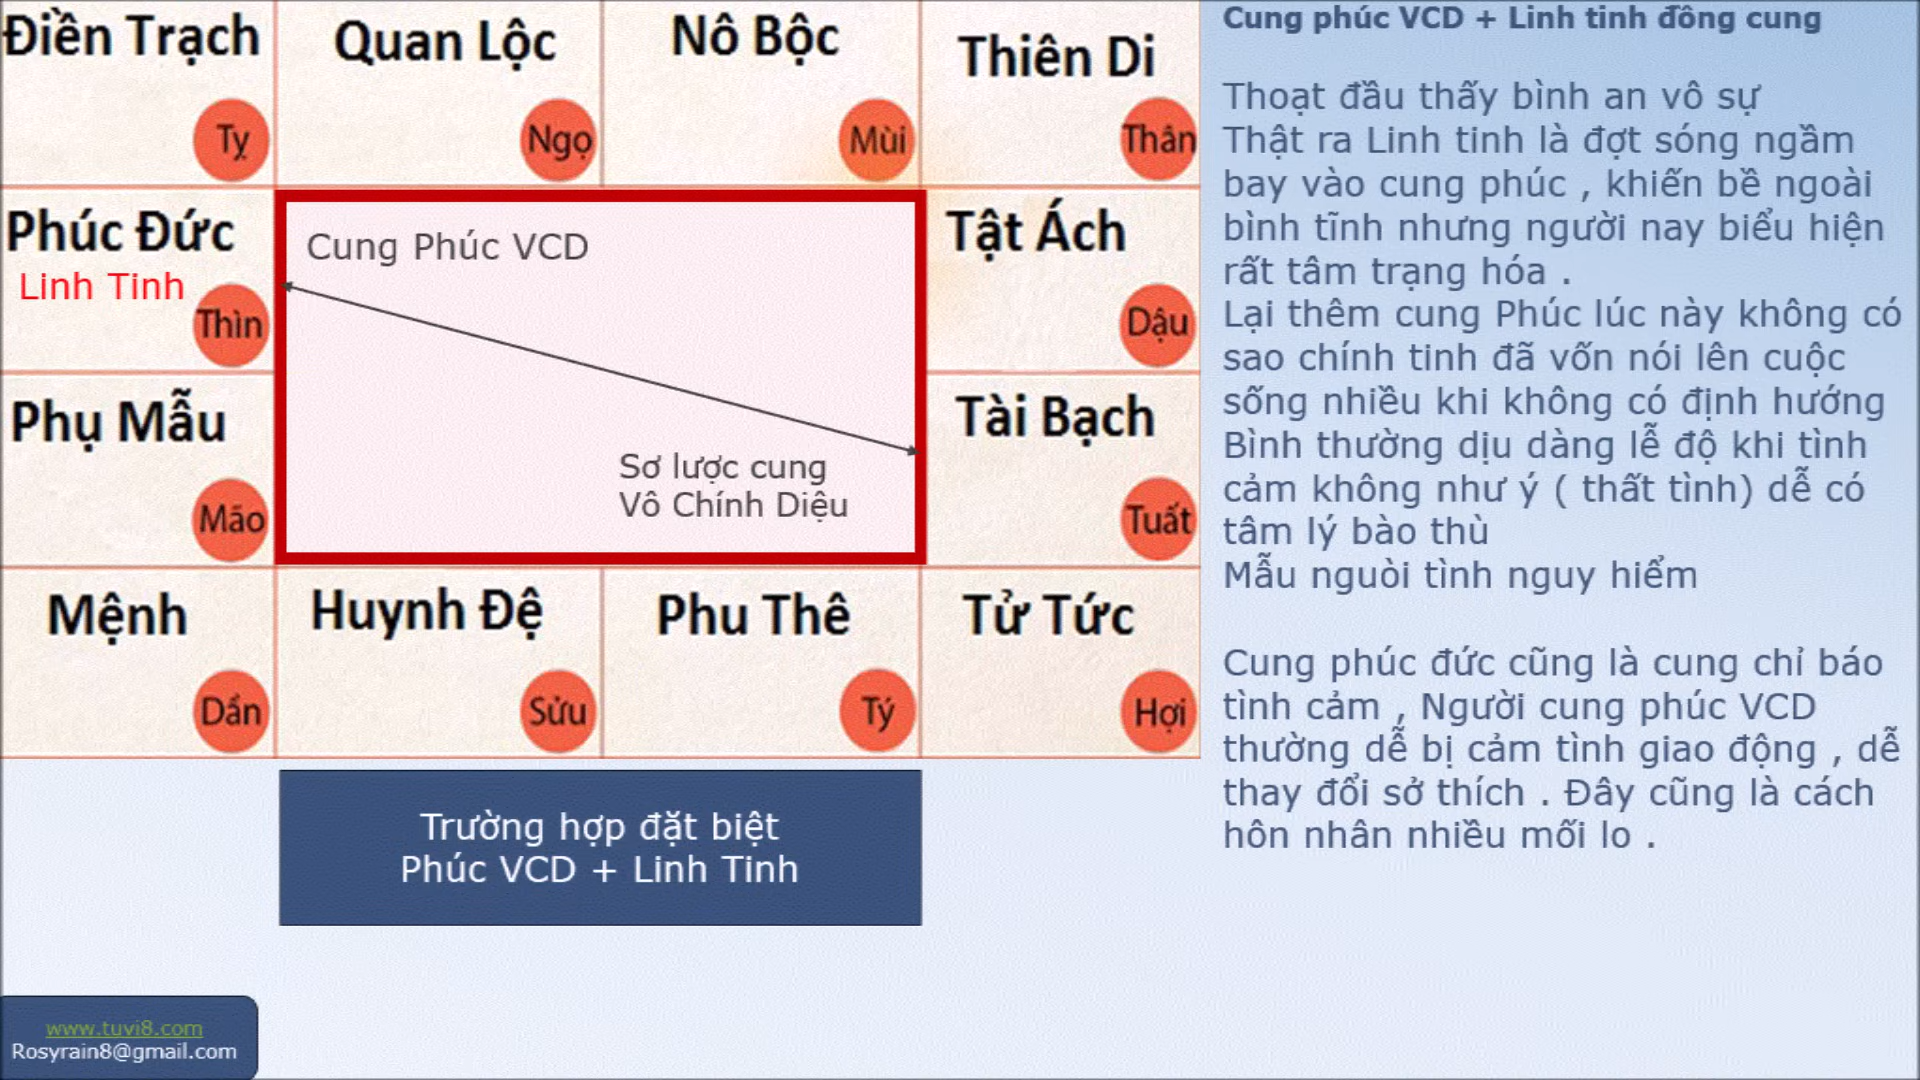 Điền Trạch
Quan Lộc
Nô Bộc
Thiên Di
Tỵ
Ngọ
Mùi
Thân
Phúc Đức
Linh Tinh
Thìn
Cung Phúc VCD
Sơ lược cung
Vô Chính Diệu
Tật Ách
Dậu
Phụ Mẫu
Mão
Tài Bạch
Tuất
Mệnh
Huynh Đệ
Phu Thê
Tử Tức
Dần
Sửu
Tý
Hợi
Trường hợp đặt biệt
Phúc VCD + Linh Tinh
www.tuvi8.com
Rosyrain8@gmail.com
Cung phúc VCD + Linh tinh đồng cung
Thoạt đầu thấy bình an vô sự
Thật ra Linh tinh là đợt sóng ngầm
bay vào cung phúc , khiến bề ngoài
bình tĩnh nhưng người nay biểu hiện
rất tâm trạng hóa .
Lại thêm cung Phúc lúc này không có
sao chính tinh đã vốn nói lên cuộc
sống nhiều khi không có định hướng
Bình thường dịu dàng lễ độ khi tình
cảm không như ý ( thất tình) dễ có
tâm lý bào thù
Mẫu nguòi tình nguy hiểm
Cung phúc đức cũng là cung chỉ báo
tình cảm , Người cung phúc VCD
thường dễ bị cảm tình giao động , dễ
thay đổi sở thích . Đây cũng là cách
hôn nhân nhiều mối lo .